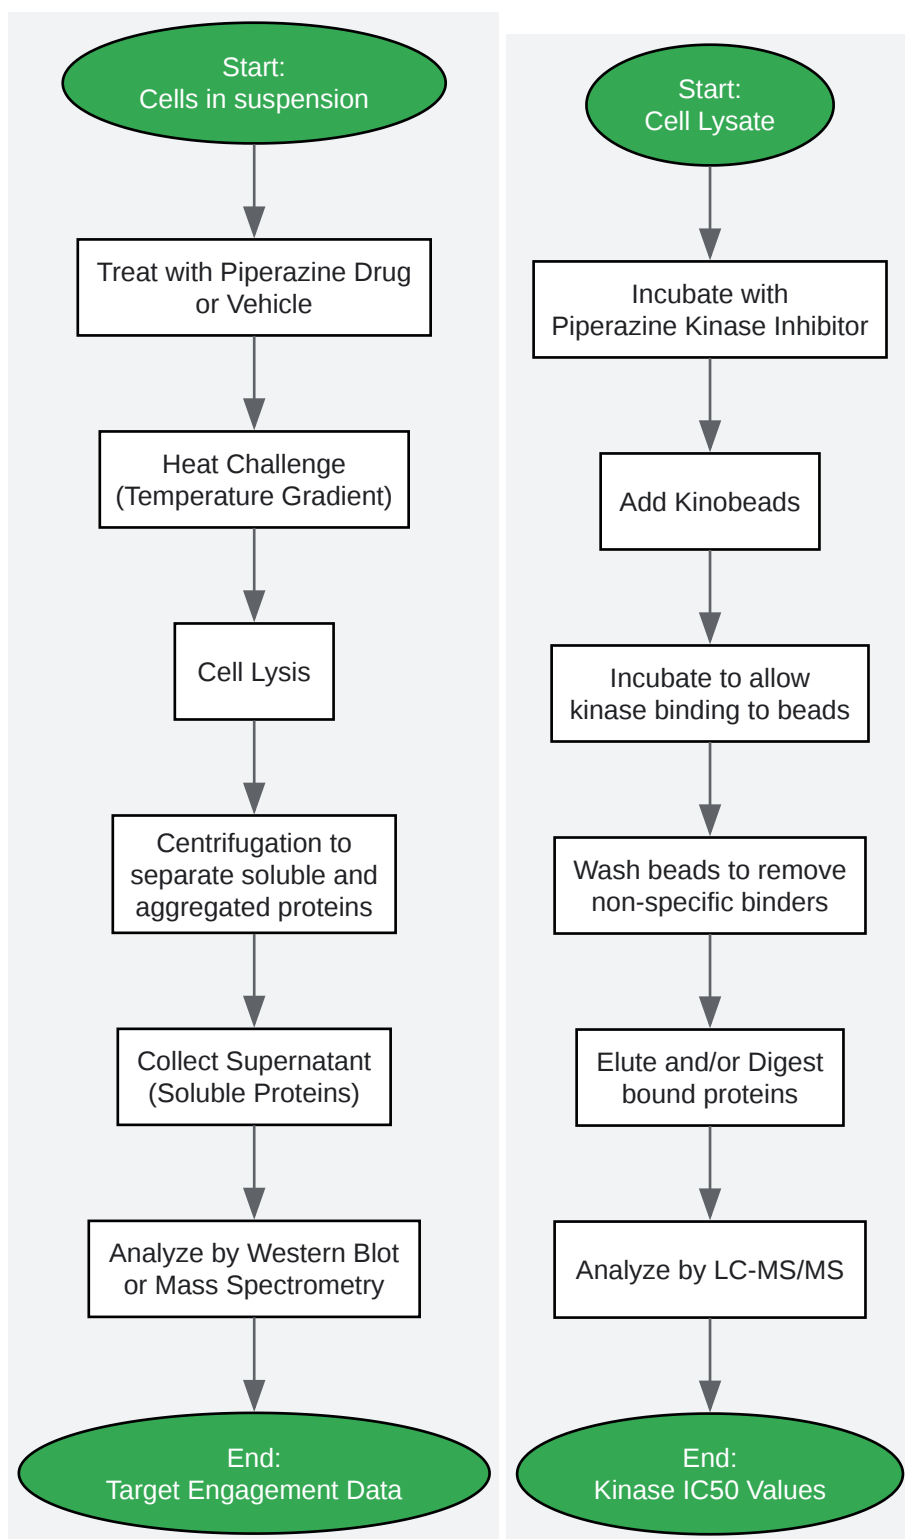 Start:
Cells in suspension
Treat with Piperazine Drug
or Vehicle
Heat Challenge
(Temperature Gradient)
Cell Lysis
Centrifugation to
separate soluble and
aggregated proteins
Collect Supernatant
(Soluble Proteins)
Analyze by Western Blot
or Mass Spectrometry
End:
Target Engagement Data
Start:
Cell Lysate
Incubate with
Piperazine Kinase Inhibitor
Add Kinobeads
Incubate to allow
kinase binding to beads
Wash beads to remove
non-specific binders
Elute and/or Digest
bound proteins
Analyze by LC-MS/MS
End:
Kinase IC50 Values